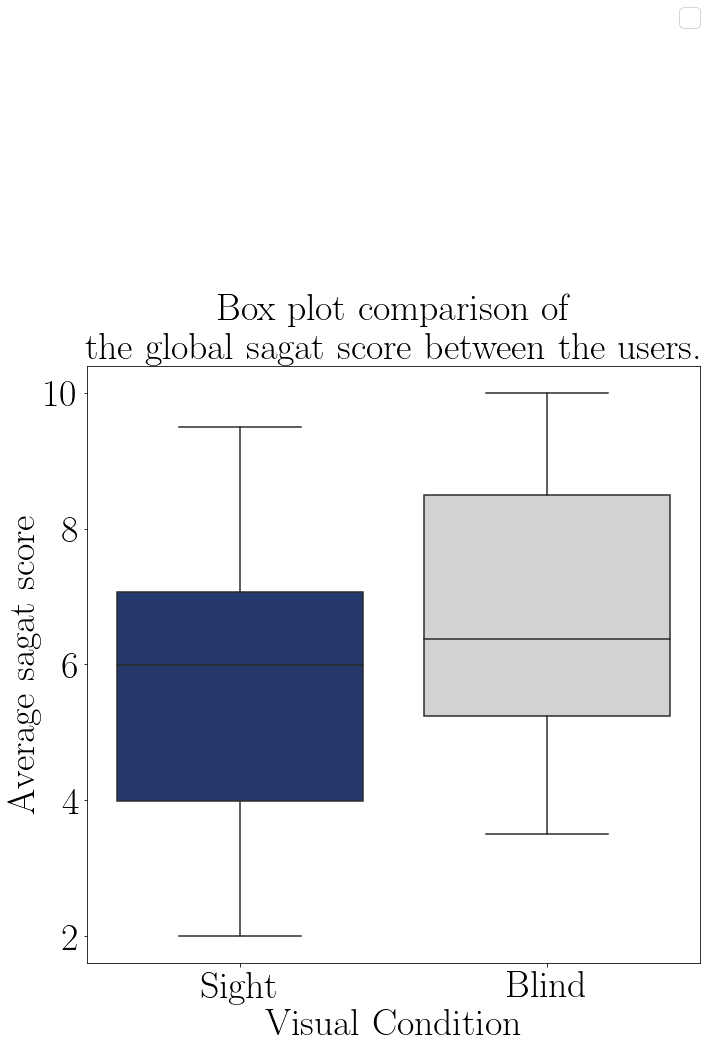 Box plot comparison of
the global sagat score between the users.
Average sagat score
10
8
6
4
2
Sight
Blind
Visual Condition